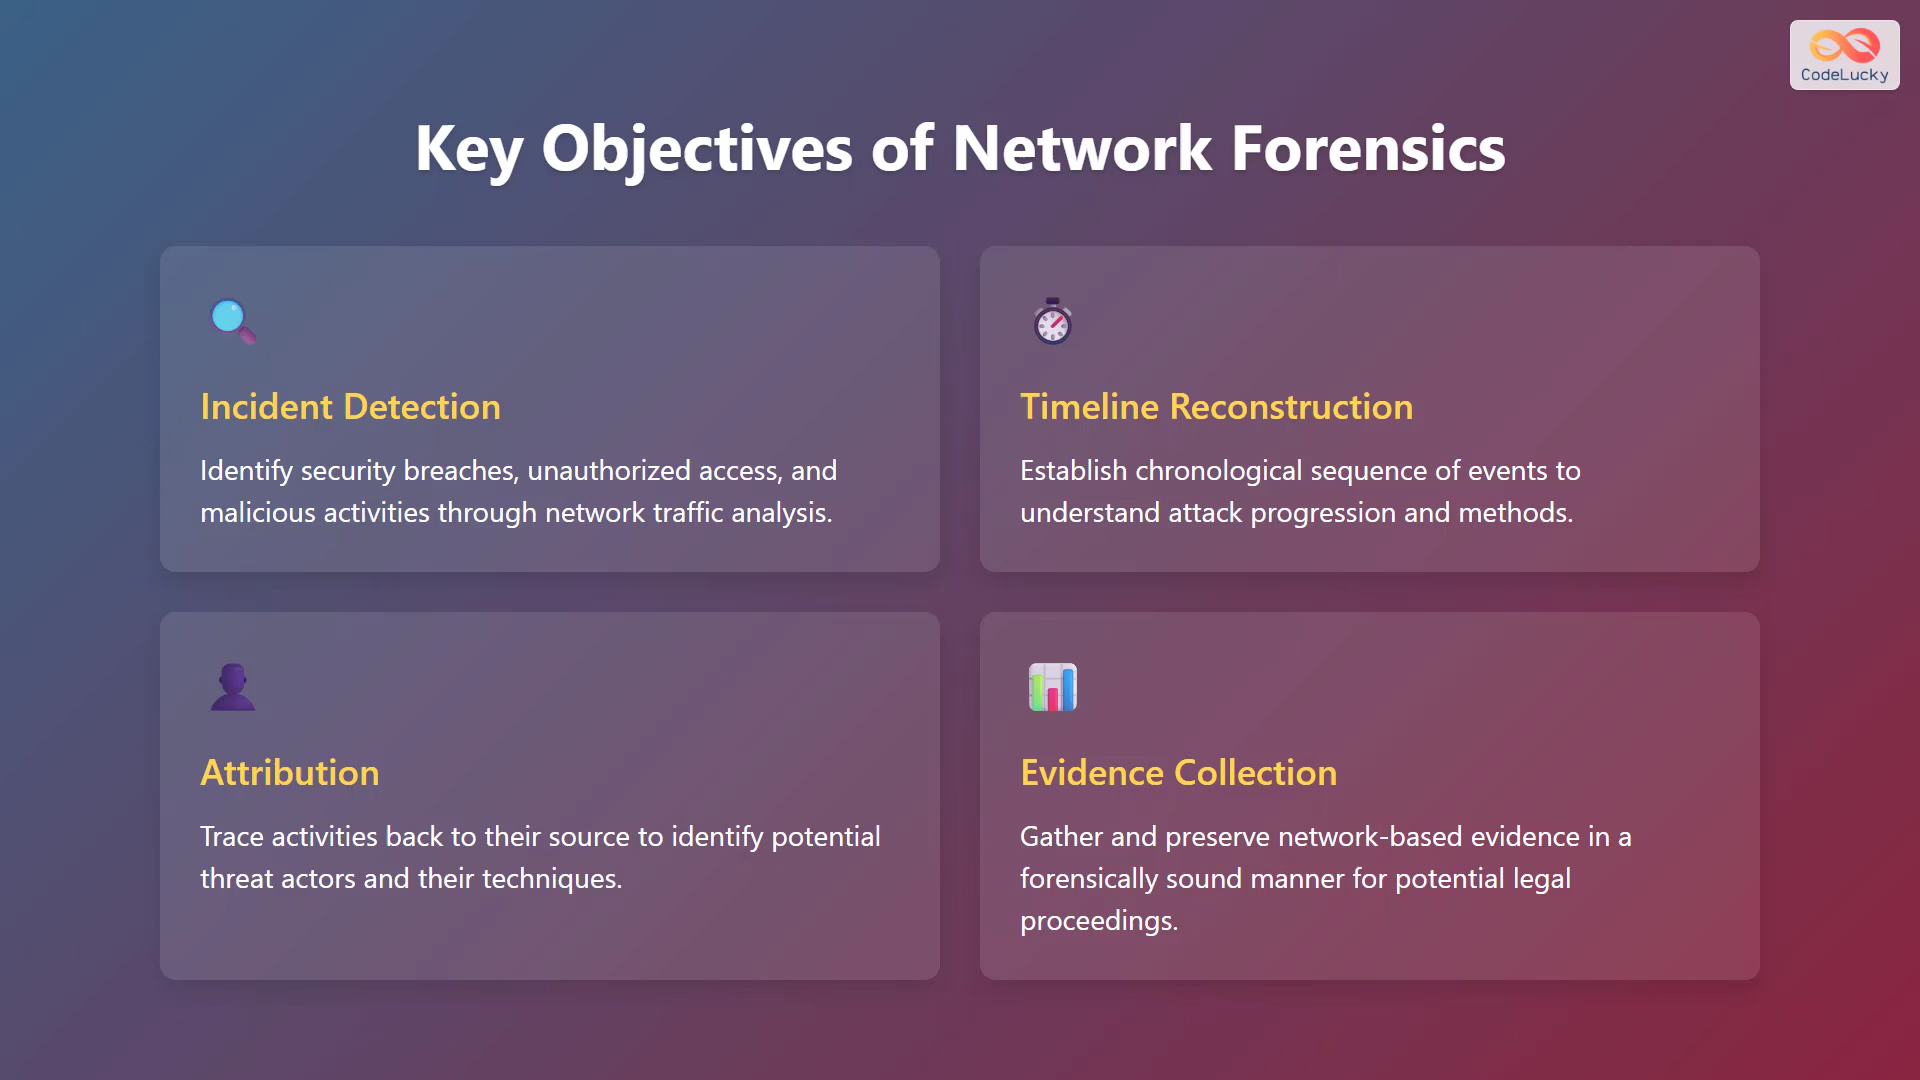 CodeLucky
Key Objectives of Network Forensics
Incident Detection
Identify security breaches, unauthorized access, and
malicious activities through network traffic analysis.
Timeline Reconstruction
Establish chronological sequence of events to
understand attack progression and methods.
Attribution
Trace activities back to their source to identify potential
threat actors and their techniques.
Evidence Collection
Gather and preserve network-based evidence in a
forensically sound manner for potential legal
proceedings.